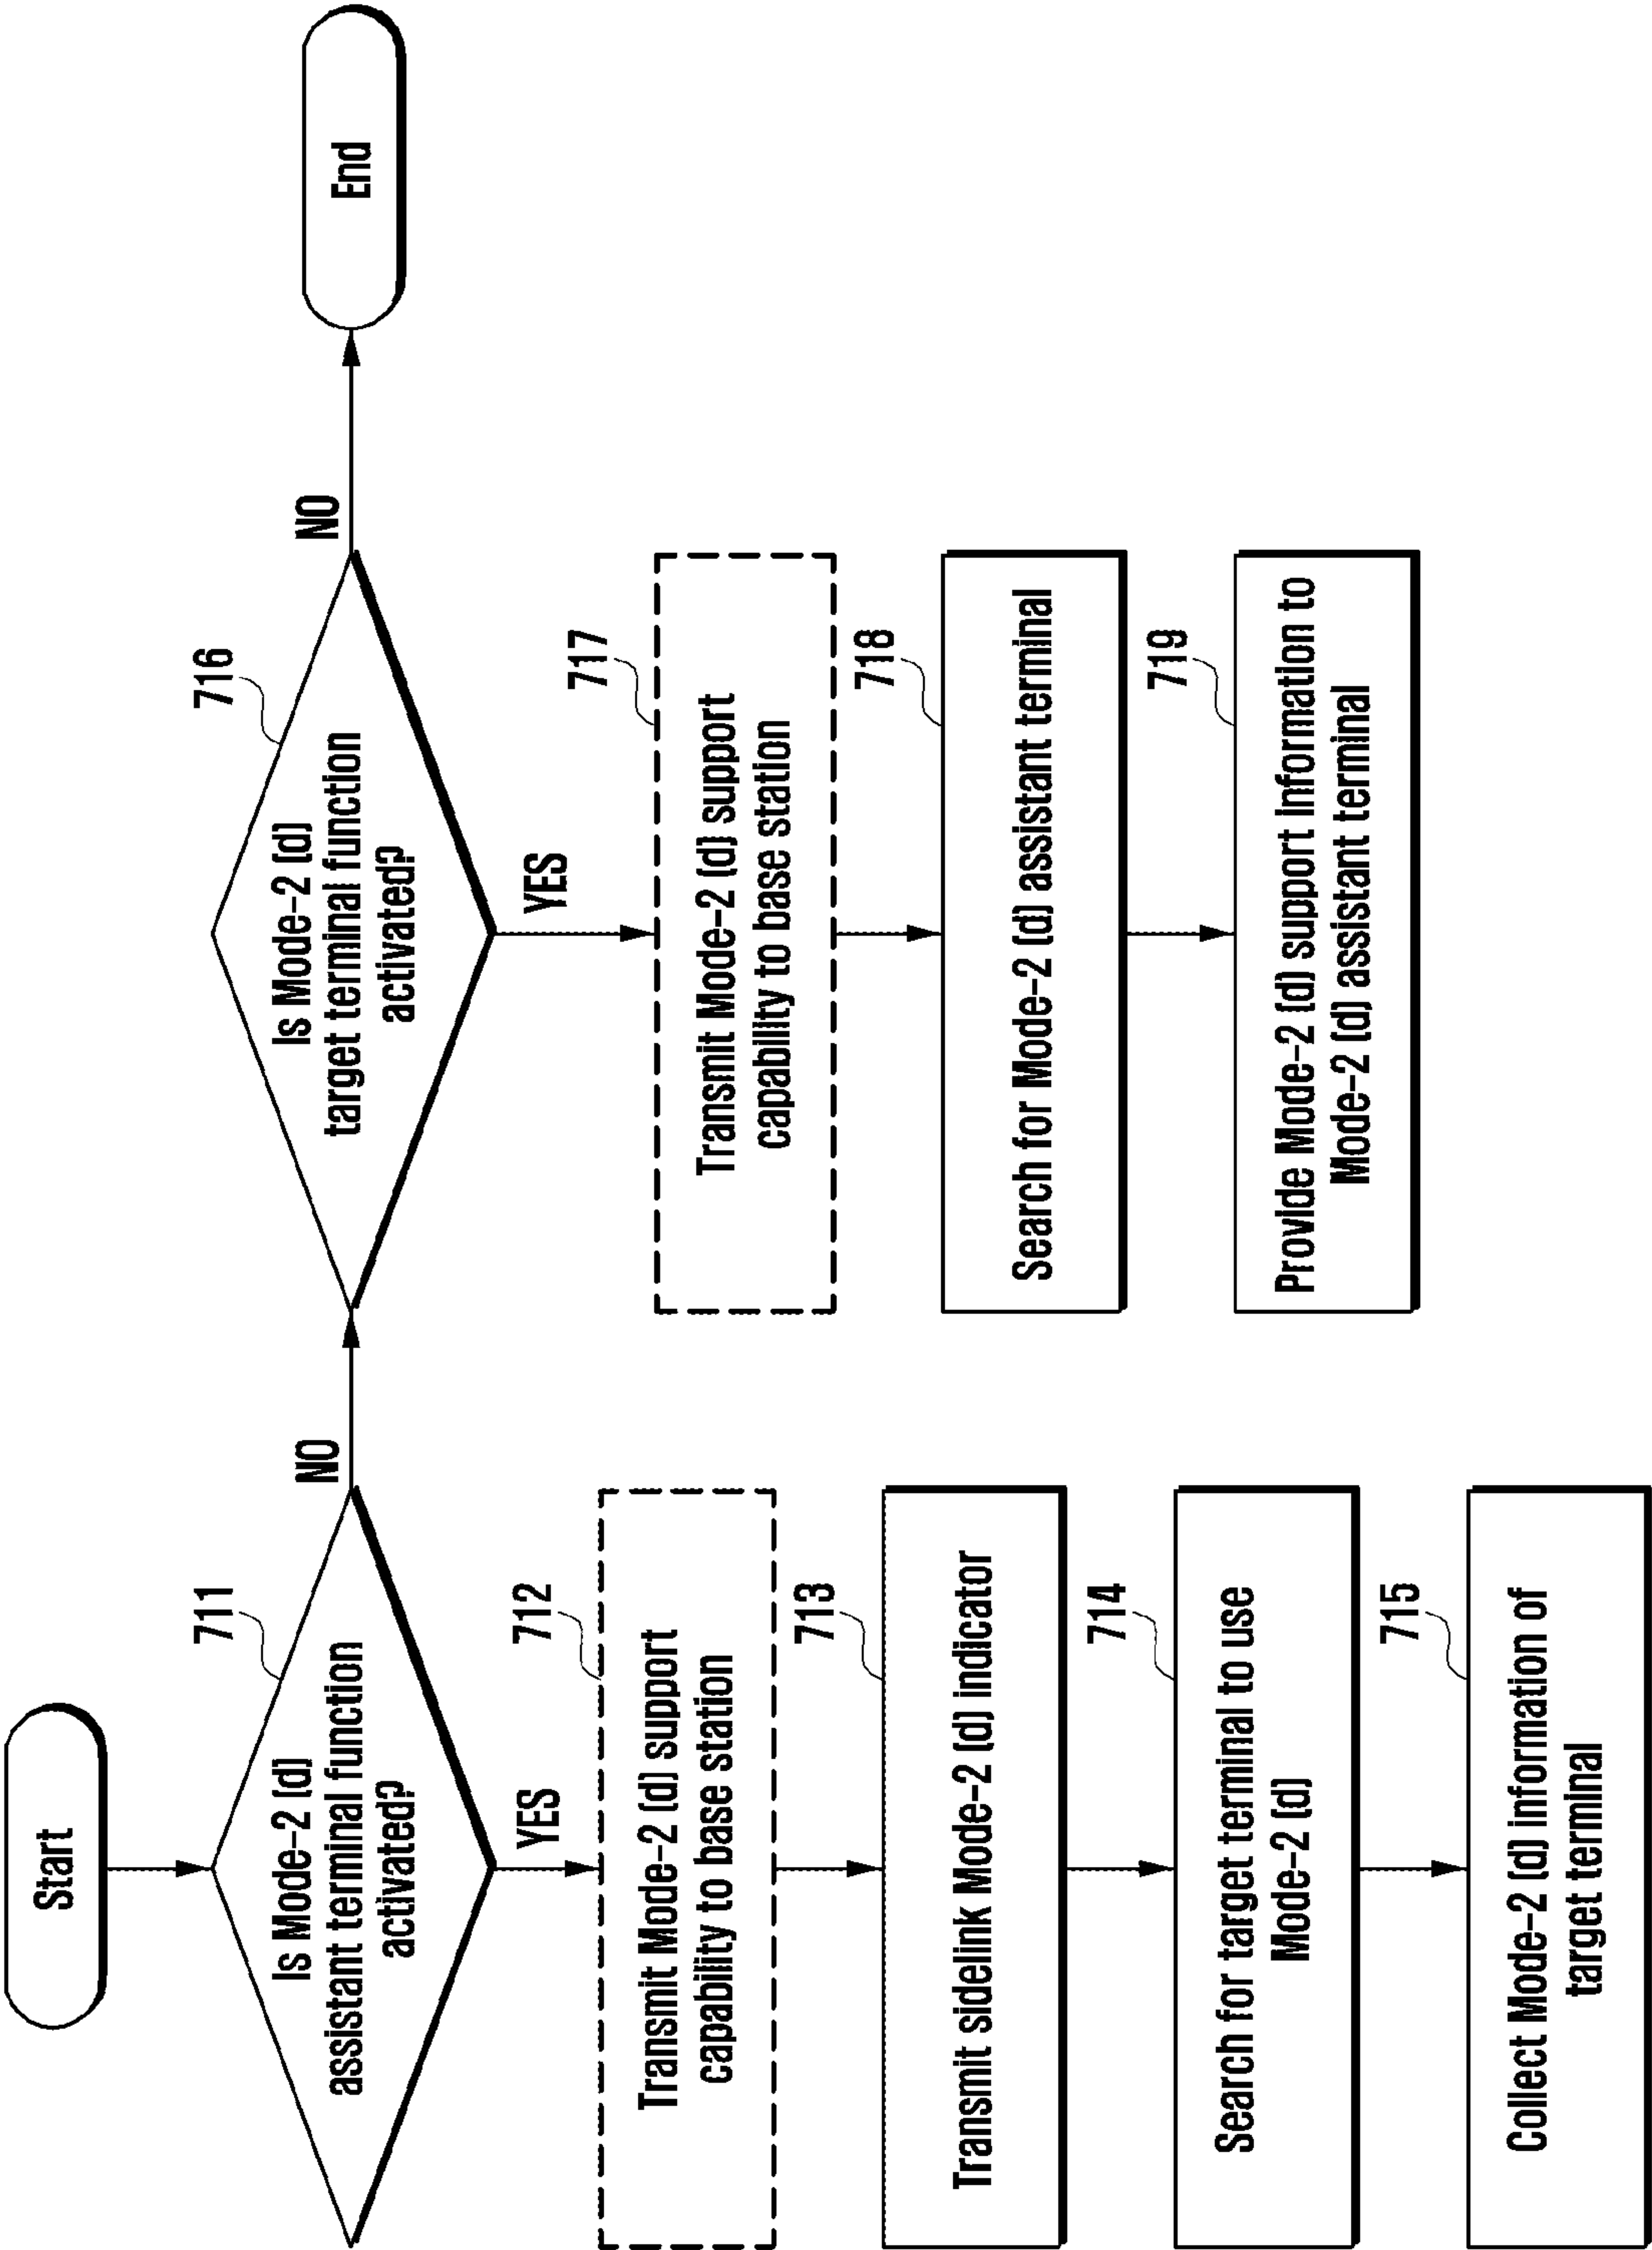 Start
711
Is Mode-2 (d)
assistant terminal function
activated?
NO
YES
712
Transmit Mode-2 (d) support
capability to base station
713
Transmit sidelink Mode-2 (d) indicator
714
Search for target terminal to use
Mode-2 (d)
715
Collect Mode-2 (d) information of
target terminal
716
Is Mode-2 (d)
target terminal function
activated?
NO
End
YES
717
Transmit Mode-2 (d) support
capability to base station
718
Search for Mode-2 (d) assistant terminal
719
Provide Mode-2 (d) support information to
Mode-2 (d) assistant terminal